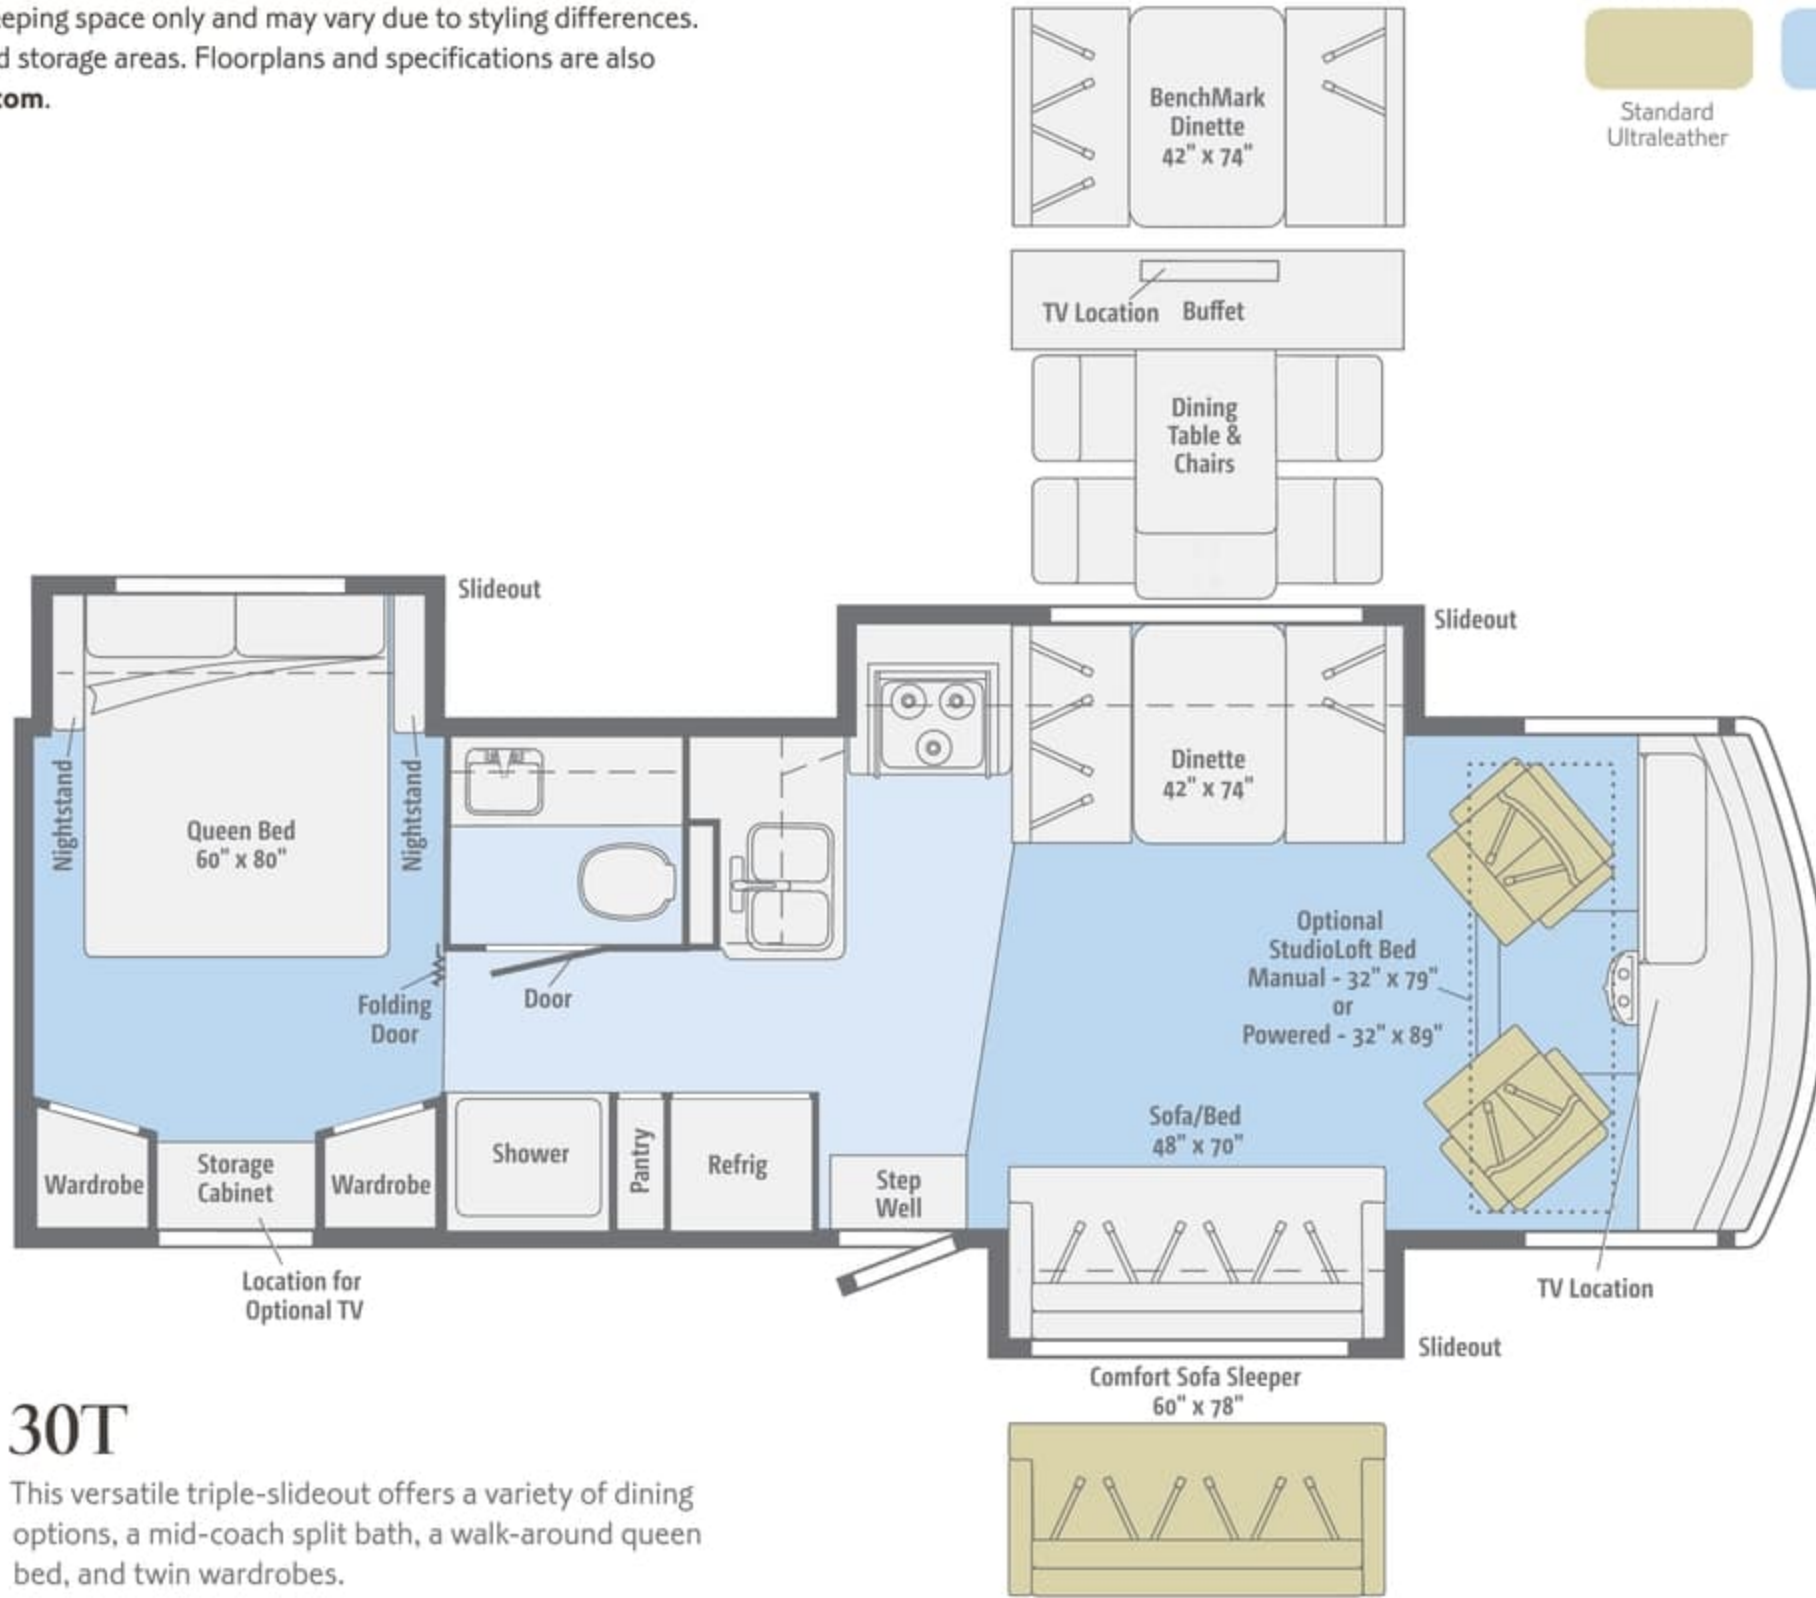 eping space only and may vary due to styling differences.
d storage areas. Floorplans and specifications are also
com.
Standard
Ultraleather
BenchMark
Dinette
42" x 74"
TV Location
Buffet
Dining
Table &
Chairs
Slideout
Slideout
Nightstand
Queen Bed
60" x 80"
Nightstand
Dinette
42" x 74"
Folding
Door
Door
Optional
StudioLoft Bed
Manual - 32" x 79"
or
Powered - 32" x 89"
Sofa/Bed
48" x 70"
Wardrobe
Storage
Cabinet
Wardrobe
Shower
Pantry
Refrig
Step
Well
Location for
Optional TV
TV Location
Slideout
Comfort Sofa Sleeper
60" x 78"
30T
This versatile triple-slideout offers a variety of dining
options, a mid-coach split bath, a walk-around queen
bed, and twin wardrobes.